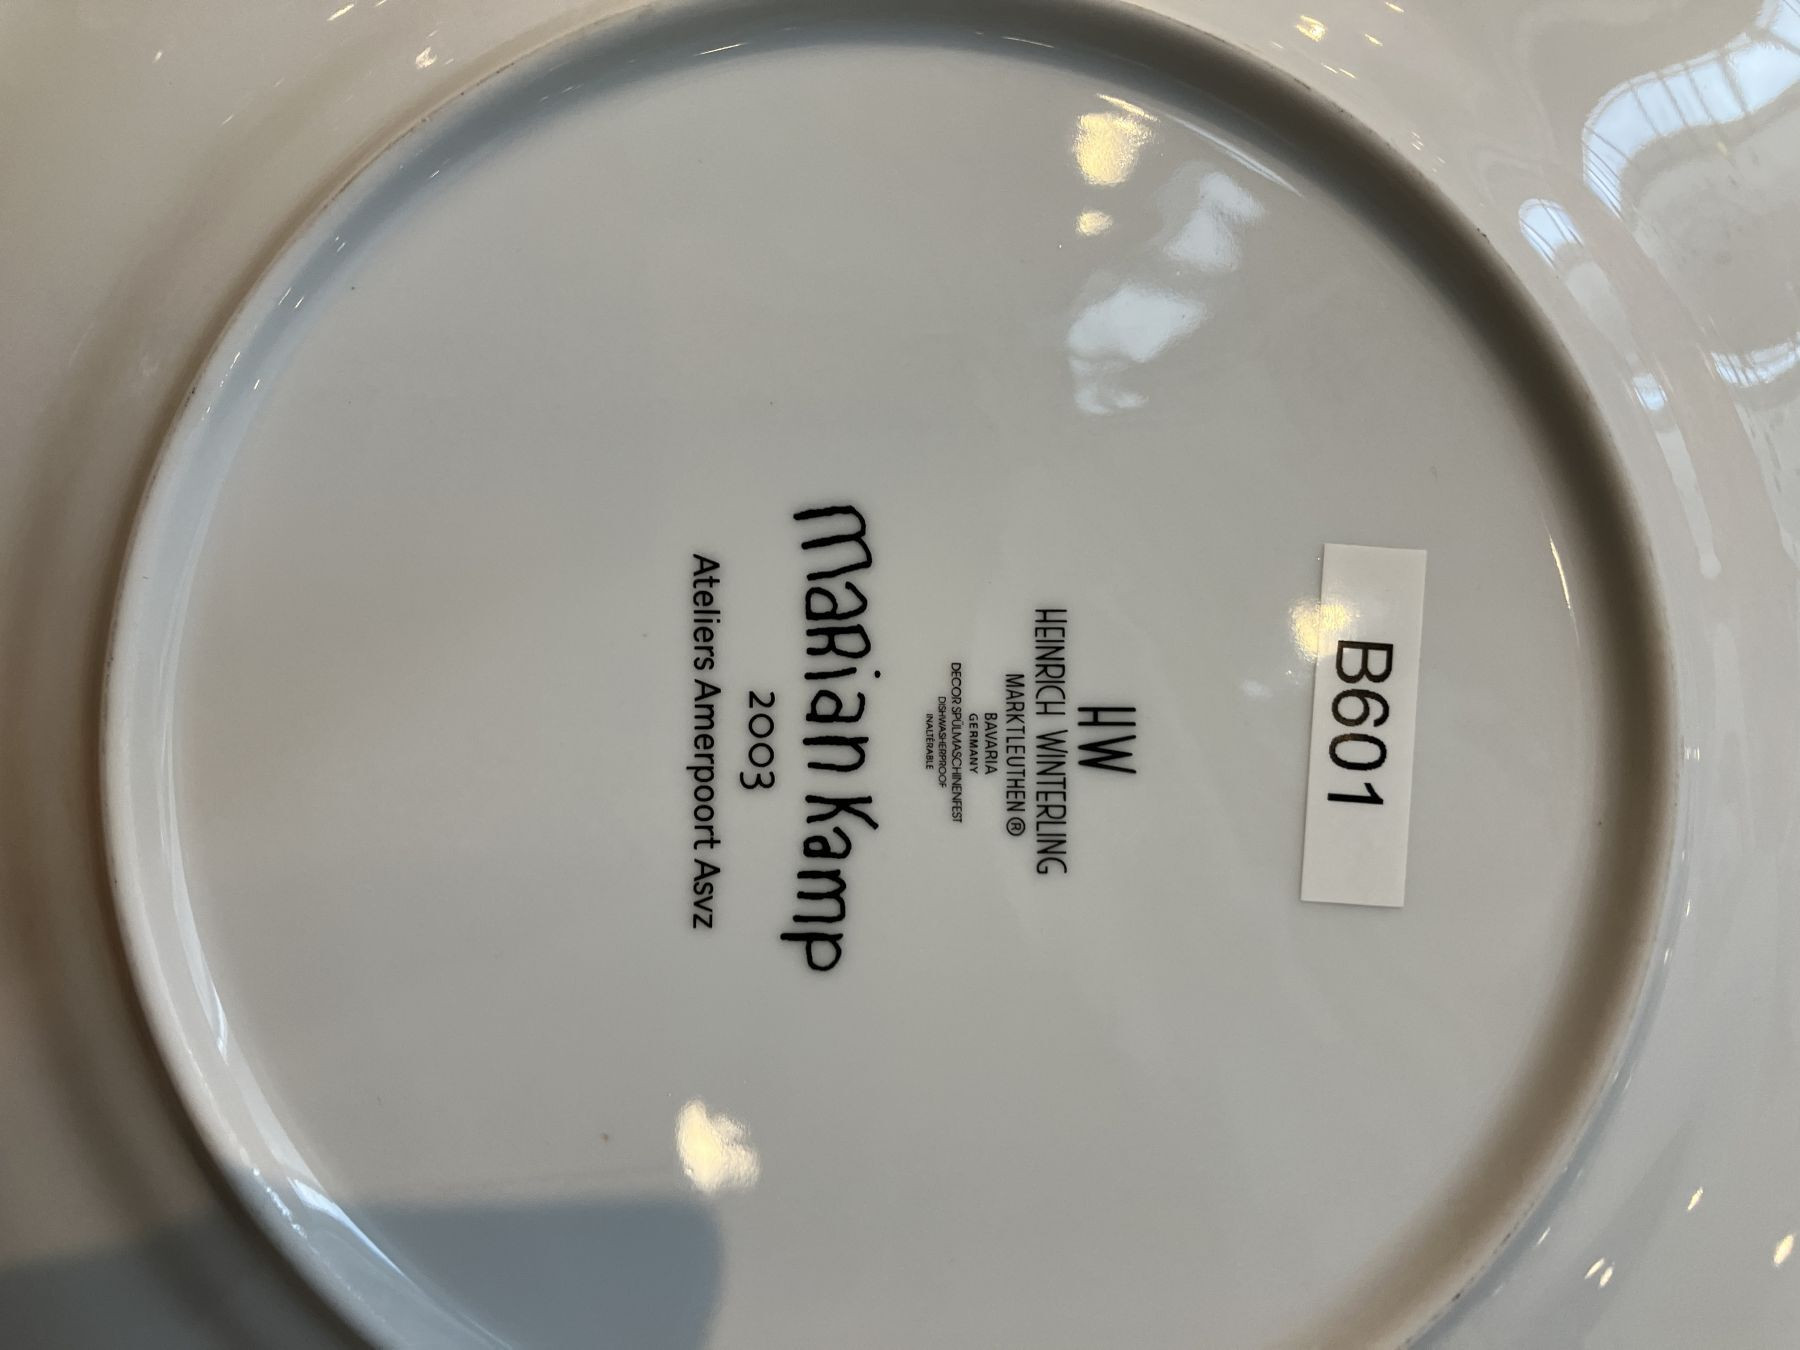 B601
HW
HEINRICH WINTERLING
MARKTLEUTHEN®
BAVARIA
GERMANY
DECOR SPÜLMASCHINENFEST
DISHWASHERPROOF
INALTÉRABLE
maRian Kamp
2003
Ateliers Amerpoort Asvz